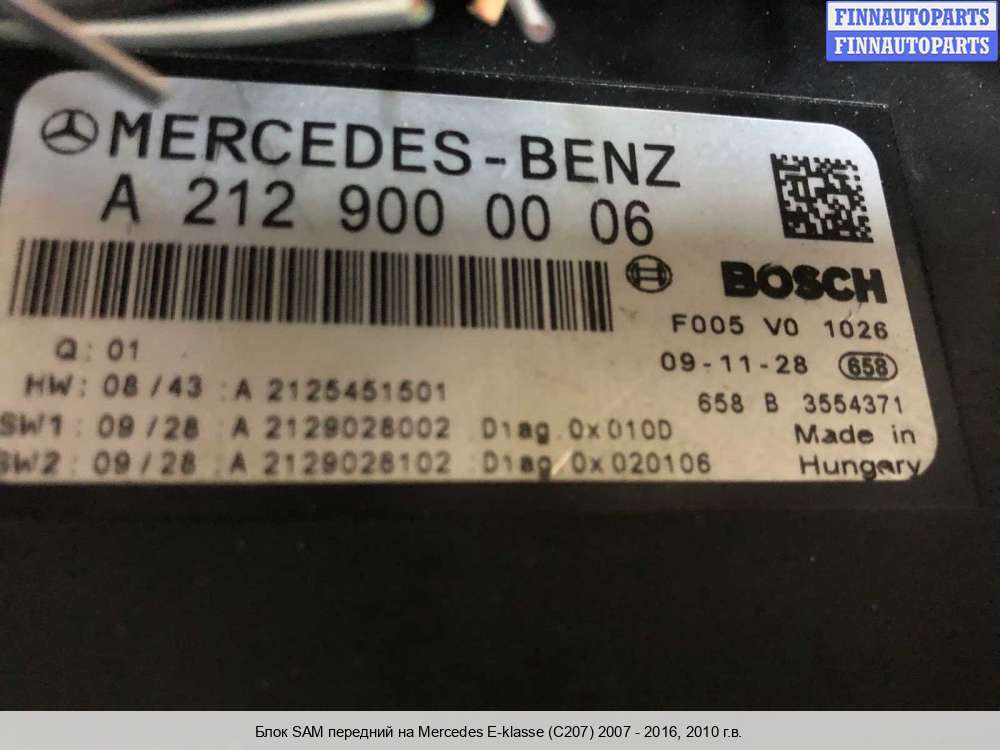 FINNAUTOPARTS
FINNAUTOPARTS
MERCEDES-BENZ
A 212 900 00 06
BOSCH
F005 V0 1026
Q: 01
09-11-28 658
HW: 08/43 :A 2125451501
658 B 3554371
SW1: 09/28 :A 2129028002 :Diag.0x010D
Made in
SW2: 09/28 :A 2129028102 :Diag/0x020106
Hungary
Блок SAM передний на Mercedes E-klasse (C207) 2007 - 2016, 2010 г.в.